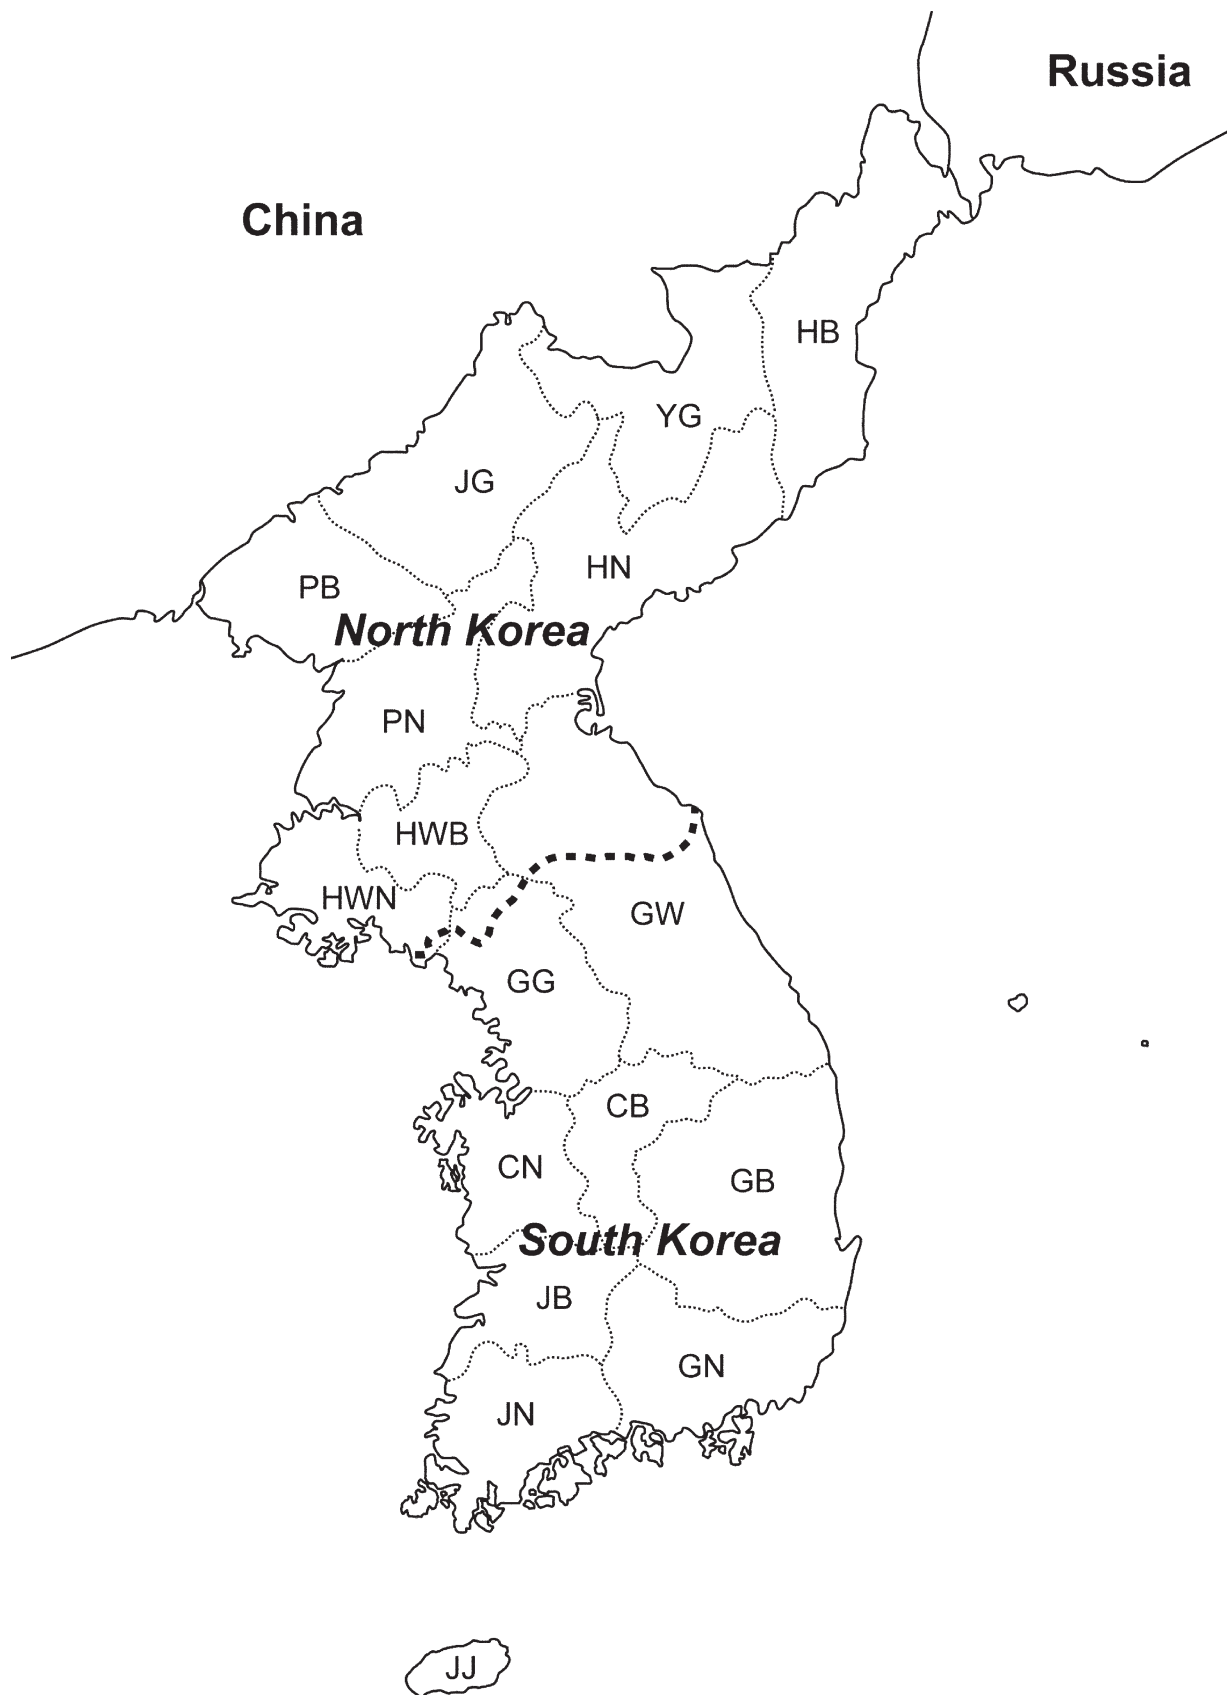 Russia
China
HB
YG
JG
HN
PB
North Korea
PN
HWB
HWN
GW
GG
CB
CN
GB
South Korea
JB
GN
JN
JJ